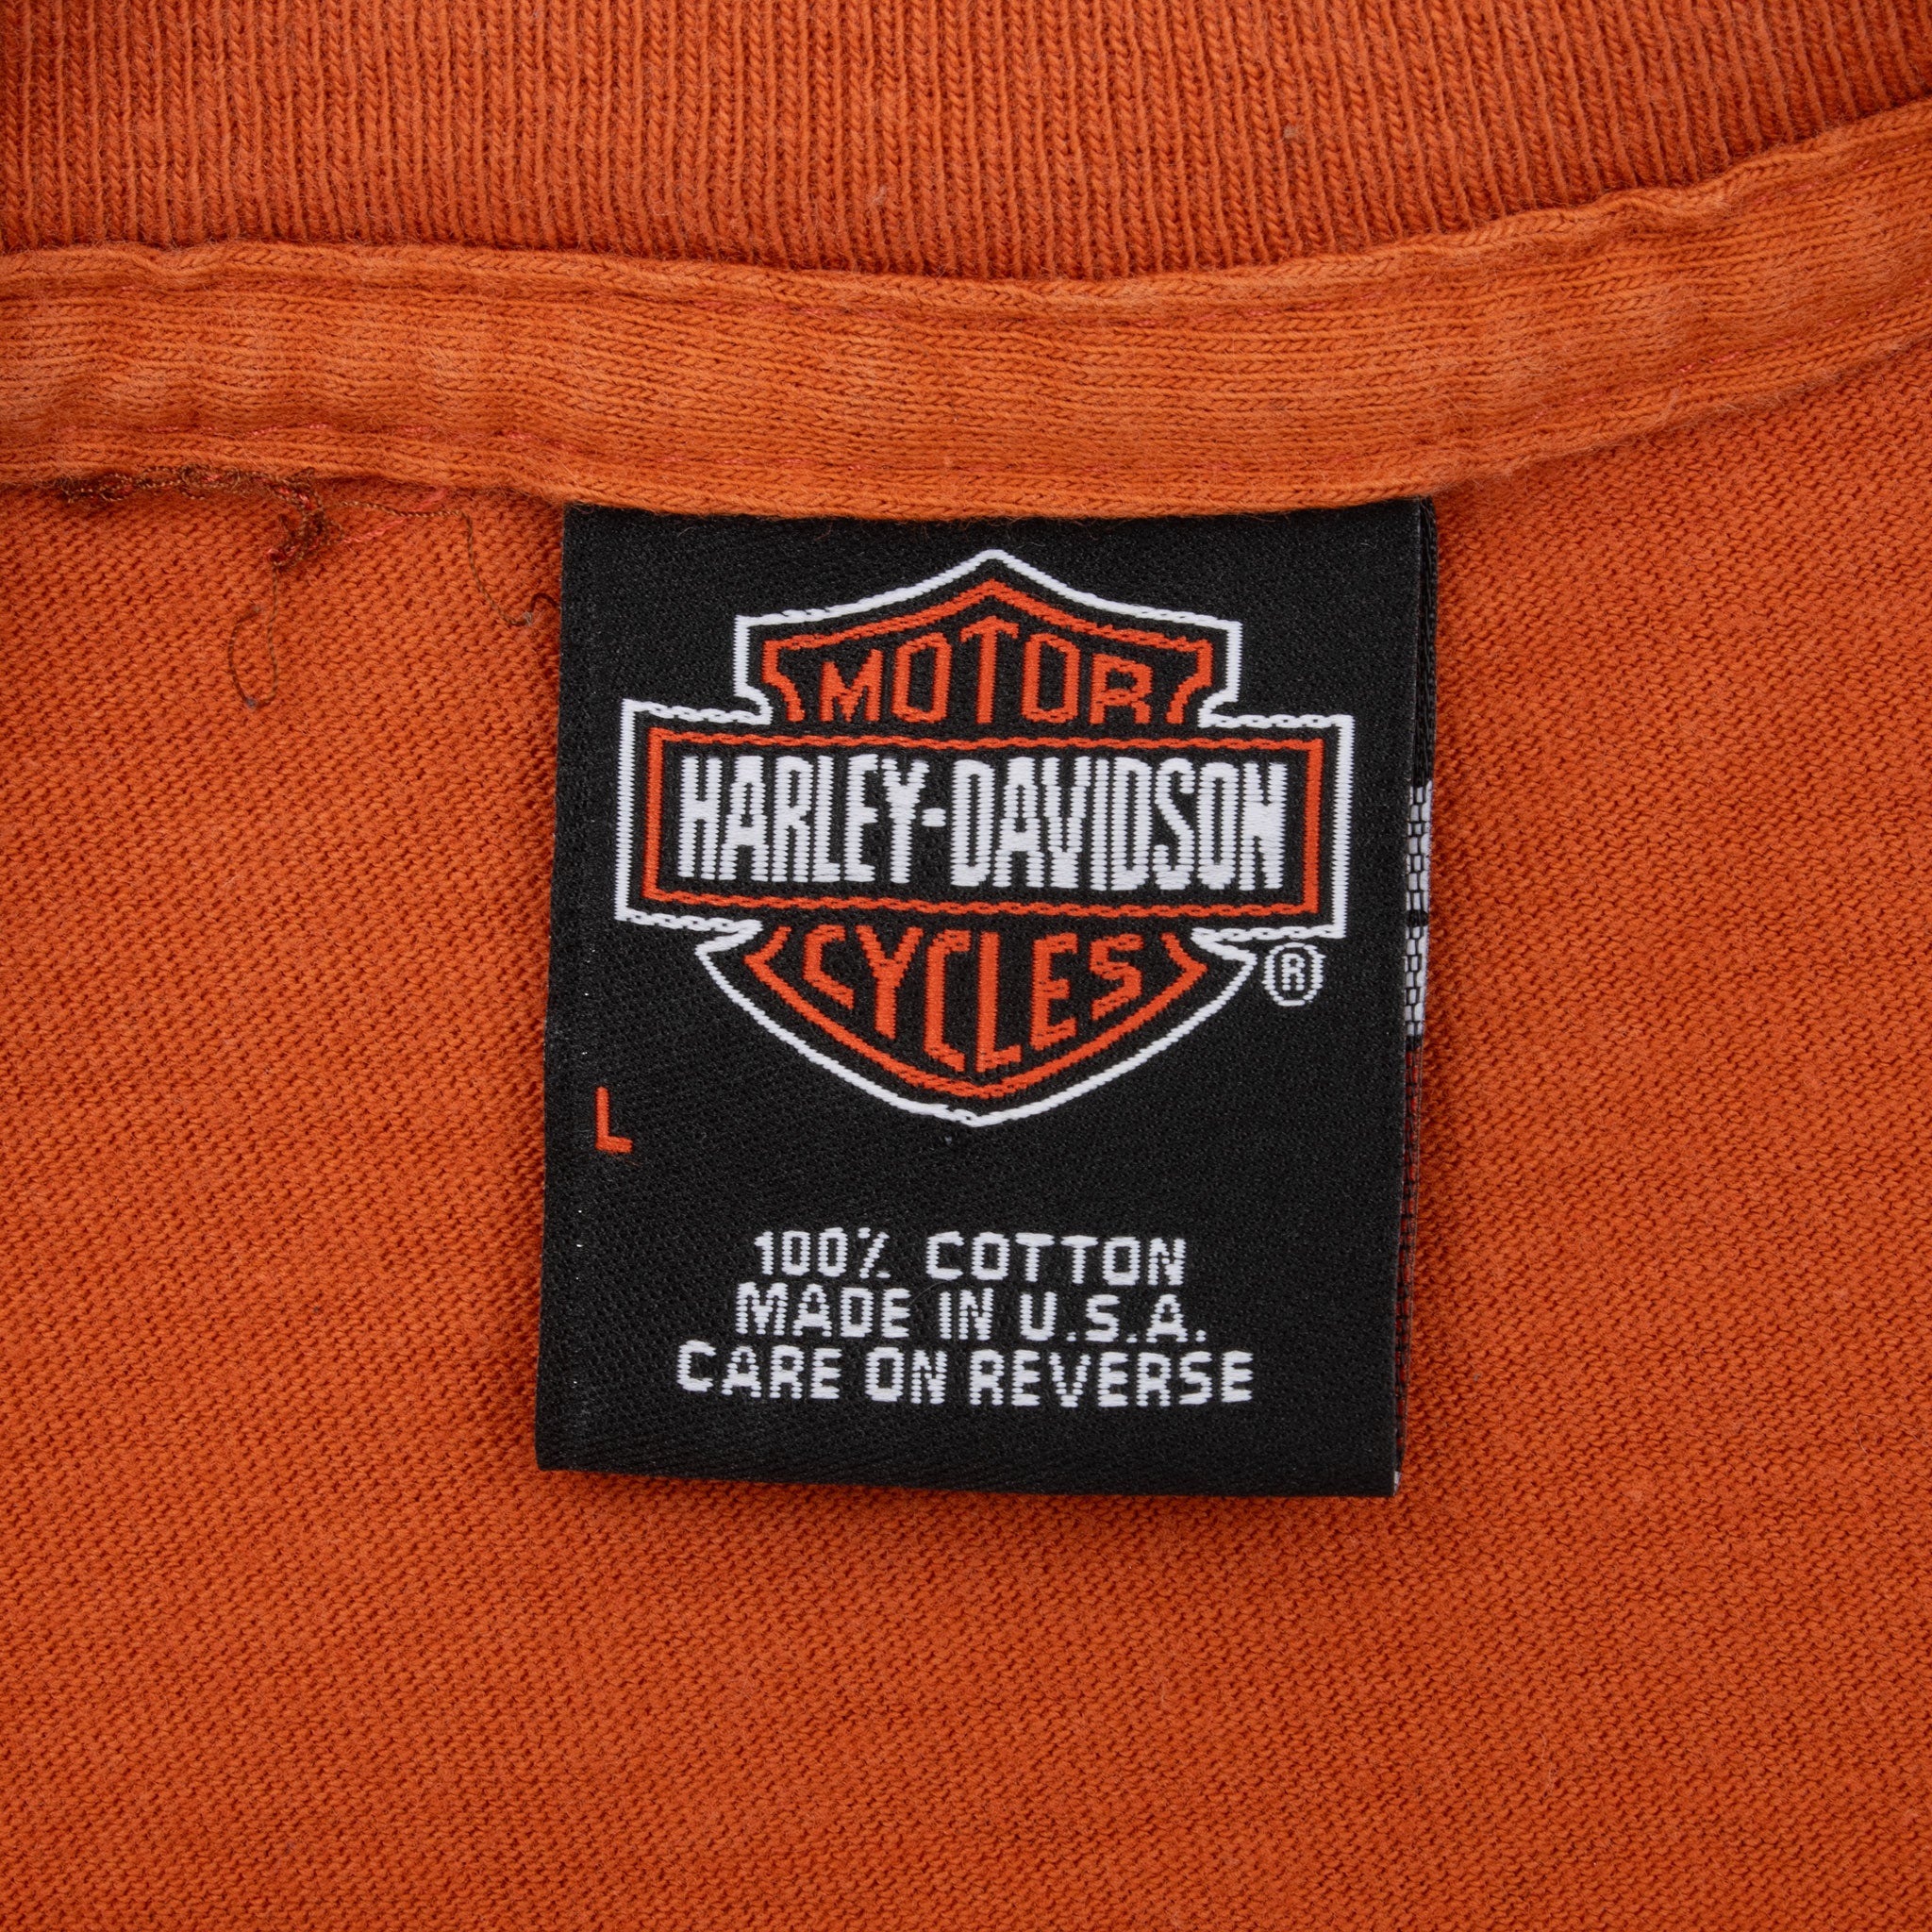 MOTOR
HARLEY-DAVIDSON
CYCLES
®
L
100% COTTON
MADE IN U.S.A.
CARE ON REVERSE